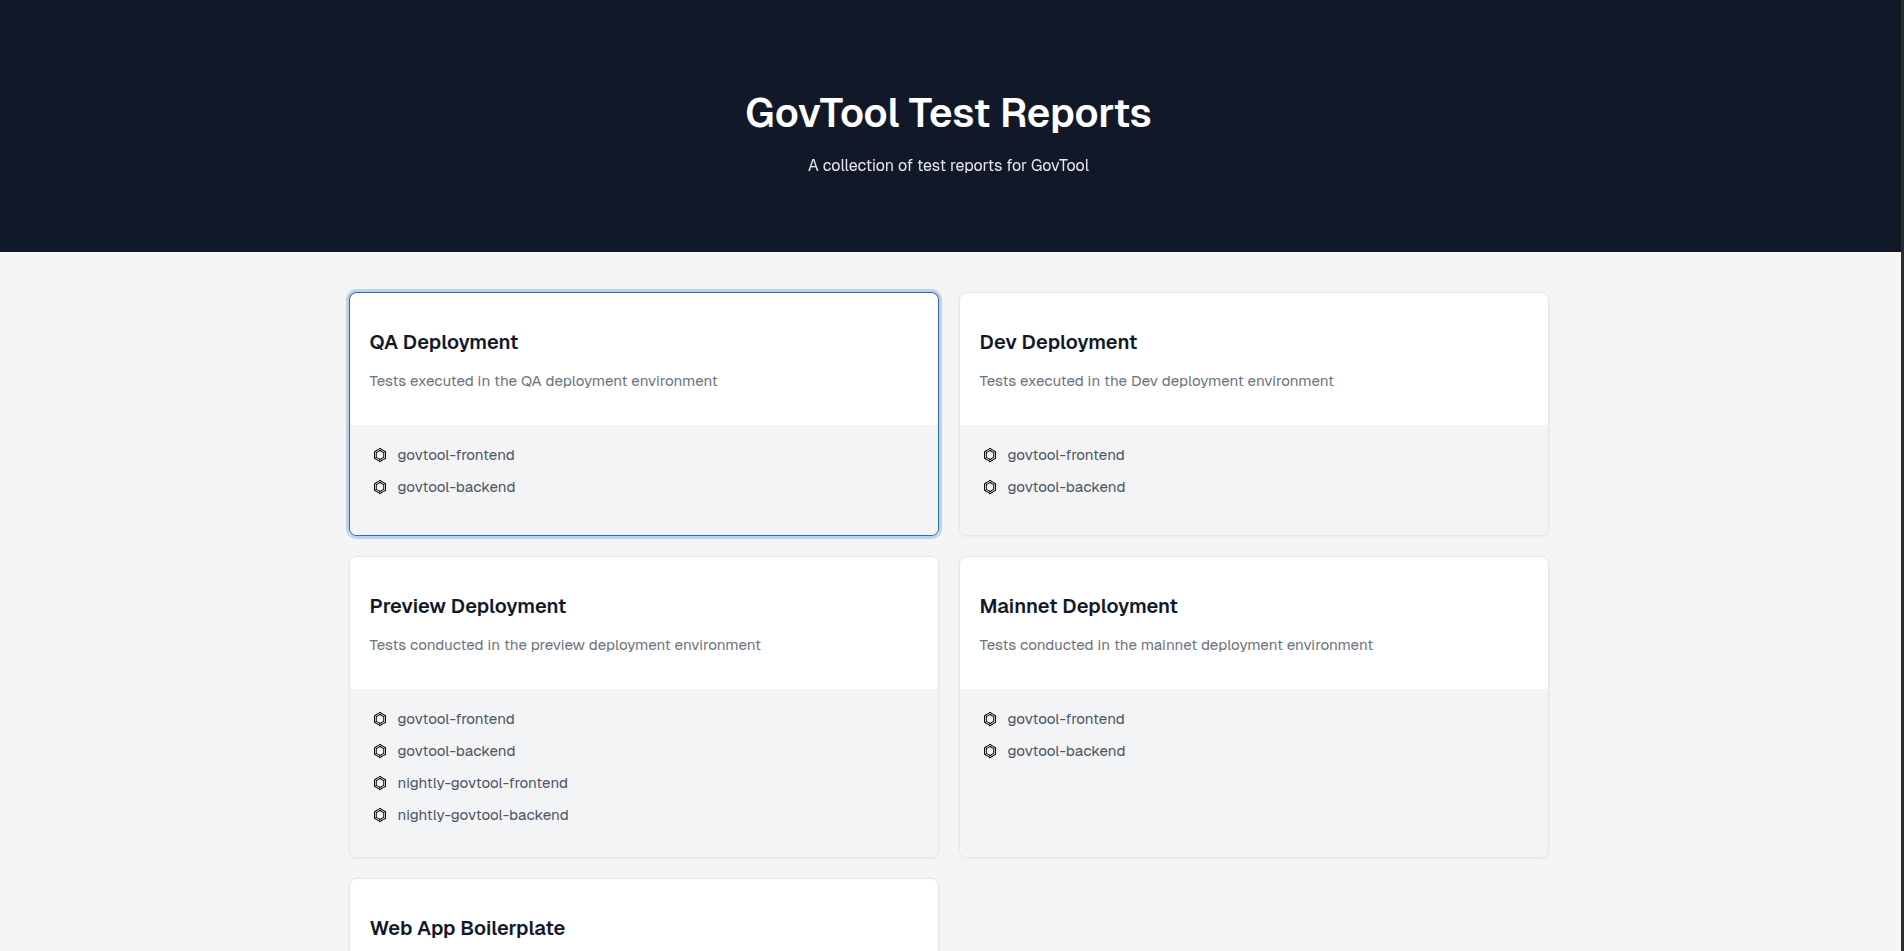 GovTool Test Reports
A collection of test reports for GovTool
QA Deployment
Tests executed in the QA deployment environment
govtool-frontend
govtool-backend
Dev Deployment
Tests executed in the Dev deployment environment
govtool-frontend
govtool-backend
Preview Deployment
Tests conducted in the preview deployment environment
govtool-frontend
govtool-backend
nightly-govtool-frontend
nightly-govtool-backend
Mainnet Deployment
Tests conducted in the mainnet deployment environment
govtool-frontend
govtool-backend
Web App Boilerplate